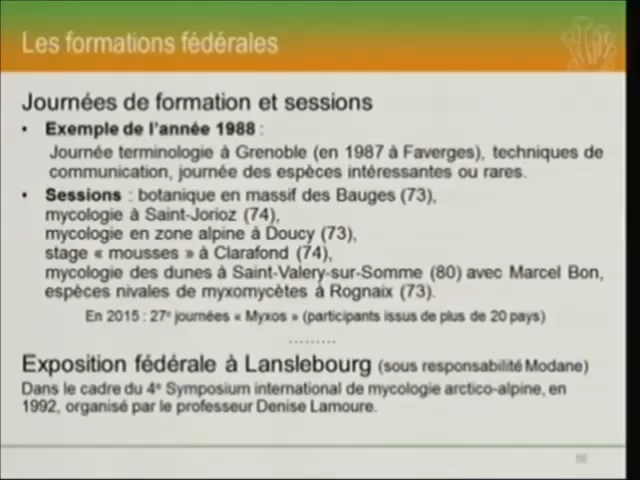 Les formations fédérales
Journées de formation et sessions
• Exemple de l'année 1988 :
Journée terminologie à Grenoble (en 1987 à Faverges), techniques de
communication, journée des espèces intéressantes ou rares.
• Sessions : botanique en massif des Bauges (73),
mycologie à Saint-Jorioz (74),
mycologie en zone alpine à Doucy (73),
stage « mousses » à Clarafond (74),
mycologie des dunes à Saint-Valery-sur-Somme (80) avec Marcel Bon,
espèces nivales de myxomycètes à Rognaix (73).
En 2015 : 27e journées « Myxos » (participants issus de plus de 20 pays)
.........
Exposition fédérale à Lanslebourg (sous responsabilité Modane)
Dans le cadre du 4e Symposium international de mycologie arctico-alpine, en
1992, organisé par le professeur Denise Lamoure.